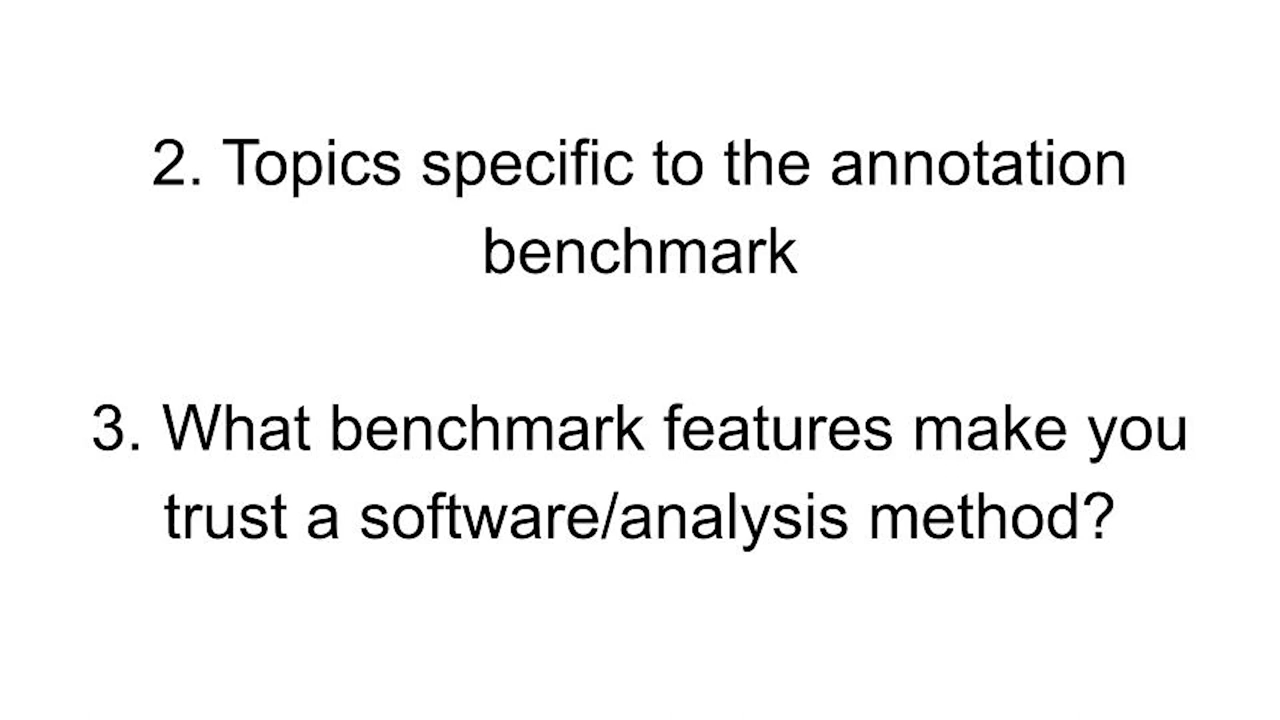 2. Topics specific to the annotation
benchmark
3. What benchmark features make you
trust a software/analysis method?